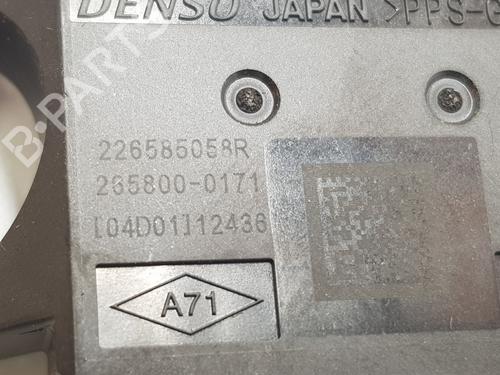 DENSO JAPAN >PPS-G
B-PARTS
226585058R
265800-0171
[04D01]12436
A71